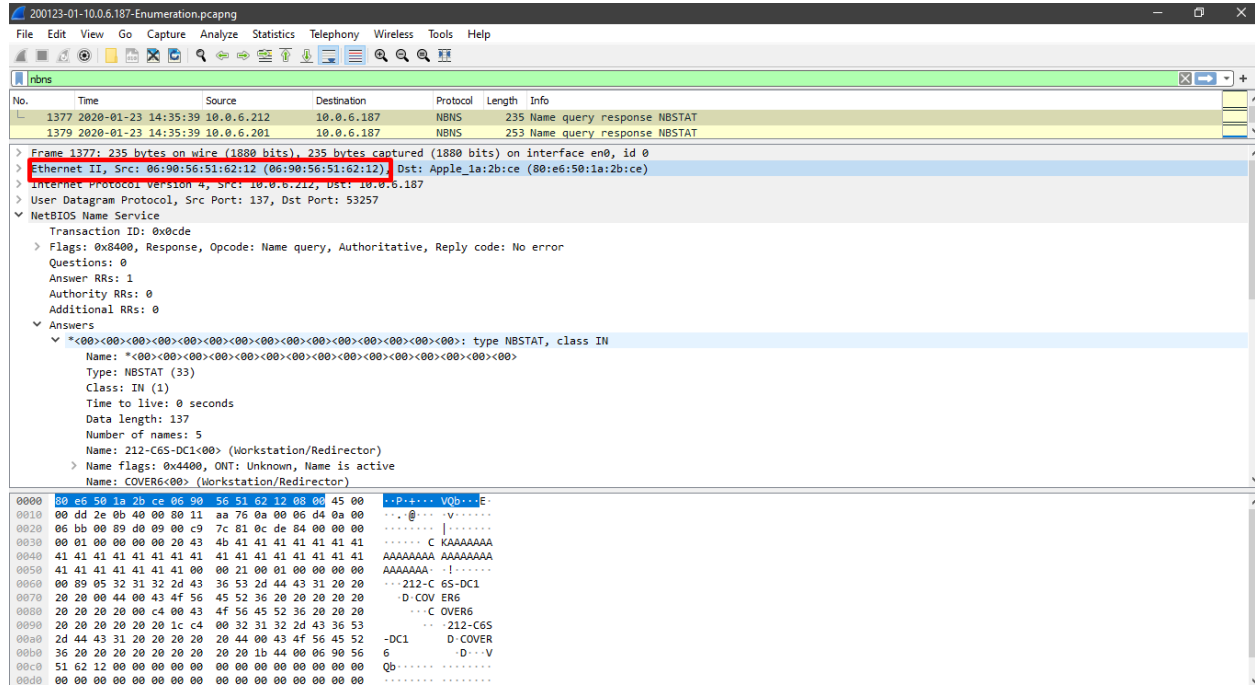 200123-01-10.0.6.187-Enumeration.pcapng
File Edit View Go Capture Analyze Statistics Telephony Wireless Tools Help
nbns
No. Time Source Destination Protocol Length Info
1377 2020-01-23 14:35:39 10.0.6.212 10.0.6.187 NBNS 235 Name query response NBSTAT
1379 2020-01-23 14:35:39 10.0.6.201 10.0.6.187 NBNS 253 Name query response NBSTAT
> Frame 1377: 235 bytes on wire (1880 bits), 235 bytes captured (1880 bits) on interface en0, id 0
> Ethernet II, Src: 06:90:56:51:62:12 (06:90:56:51:62:12), Dst: Apple_1a:2b:ce (80:e6:50:1a:2b:ce)
> Internet Protocol Version 4, Src: 10.0.6.212, Dst: 10.0.6.187
> User Datagram Protocol, Src Port: 137, Dst Port: 53257
NetBIOS Name Service
Transaction ID: 0x0cde
> Flags: 0x8400, Response, Opcode: Name query, Authoritative, Reply code: No error
Questions: 0
Answer RRs: 1
Authority RRs: 0
Additional RRs: 0
Answers
*<00><00><00><00><00><00><00><00><00><00><00><00><00><00><00>: type NBSTAT, class IN
Name: *<00><00><00><00><00><00><00><00><00><00><00><00><00><00><00>
Type: NBSTAT (33)
Class: IN (1)
Time to live: 0 seconds
Data length: 137
Number of names: 5
Name: 212-C6S-DC1<00> (Workstation/Redirector)
> Name flags: 0x4400, ONT: Unknown, Name is active
Name: COVER6<00> (Workstation/Redirector)
0000 80 e6 50 1a 2b ce 06 90 56 51 62 12 08 00 45 00 ··P·+··· VQb···E·
0010 00 dd 2e 0b 40 00 80 11 aa 76 0a 00 06 d4 0a 00 ··.·@··· ·v······
0020 06 bb 00 89 d0 09 00 c9 7c 81 0c de 84 00 00 00 ········ |·······
0030 00 01 00 00 00 00 20 43 4b 41 41 41 41 41 41 41 ······ C KAAAAAAA
0040 41 41 41 41 41 41 41 41 41 41 41 41 41 41 41 41 AAAAAAAA AAAAAAAA
0050 41 41 41 41 41 41 41 00 00 21 00 01 00 00 00 00 AAAAAAA· ·!······
0060 00 89 05 32 31 32 2d 43 36 53 2d 44 43 31 20 20 ···212-C 6S-DC1
0070 20 20 00 44 00 43 4f 56 45 52 36 20 20 20 20 20 ·D·COV ER6
0080 20 20 20 20 00 c4 00 43 4f 56 45 52 36 20 20 20 ···C OVER6
0090 20 20 20 20 20 20 1c c4 00 32 31 32 2d 43 36 53 ·· ·212-C6S
00a0 2d 44 43 31 20 20 20 20 20 44 00 43 4f 56 45 52 -DC1 D·COVER
00b0 36 20 20 20 20 20 20 20 20 20 1b 44 00 06 90 56 6 ·D···V
00c0 51 62 12 00 00 00 00 00 00 00 00 00 00 00 00 00 Qb······ ········
00d0 00 00 00 00 00 00 00 00 00 00 00 00 00 00 00 00 ········ ········